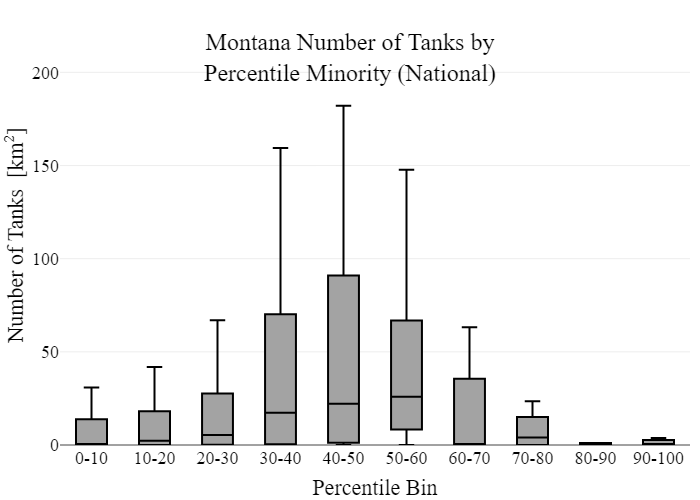 Montana Number of Tanks by
Percentile Minority (National)
Number of Tanks [km²]
200
150
100
50
0
0-10 10-20 20-30 30-40 40-50 50-60 60-70 70-80 80-90 90-100
Percentile Bin